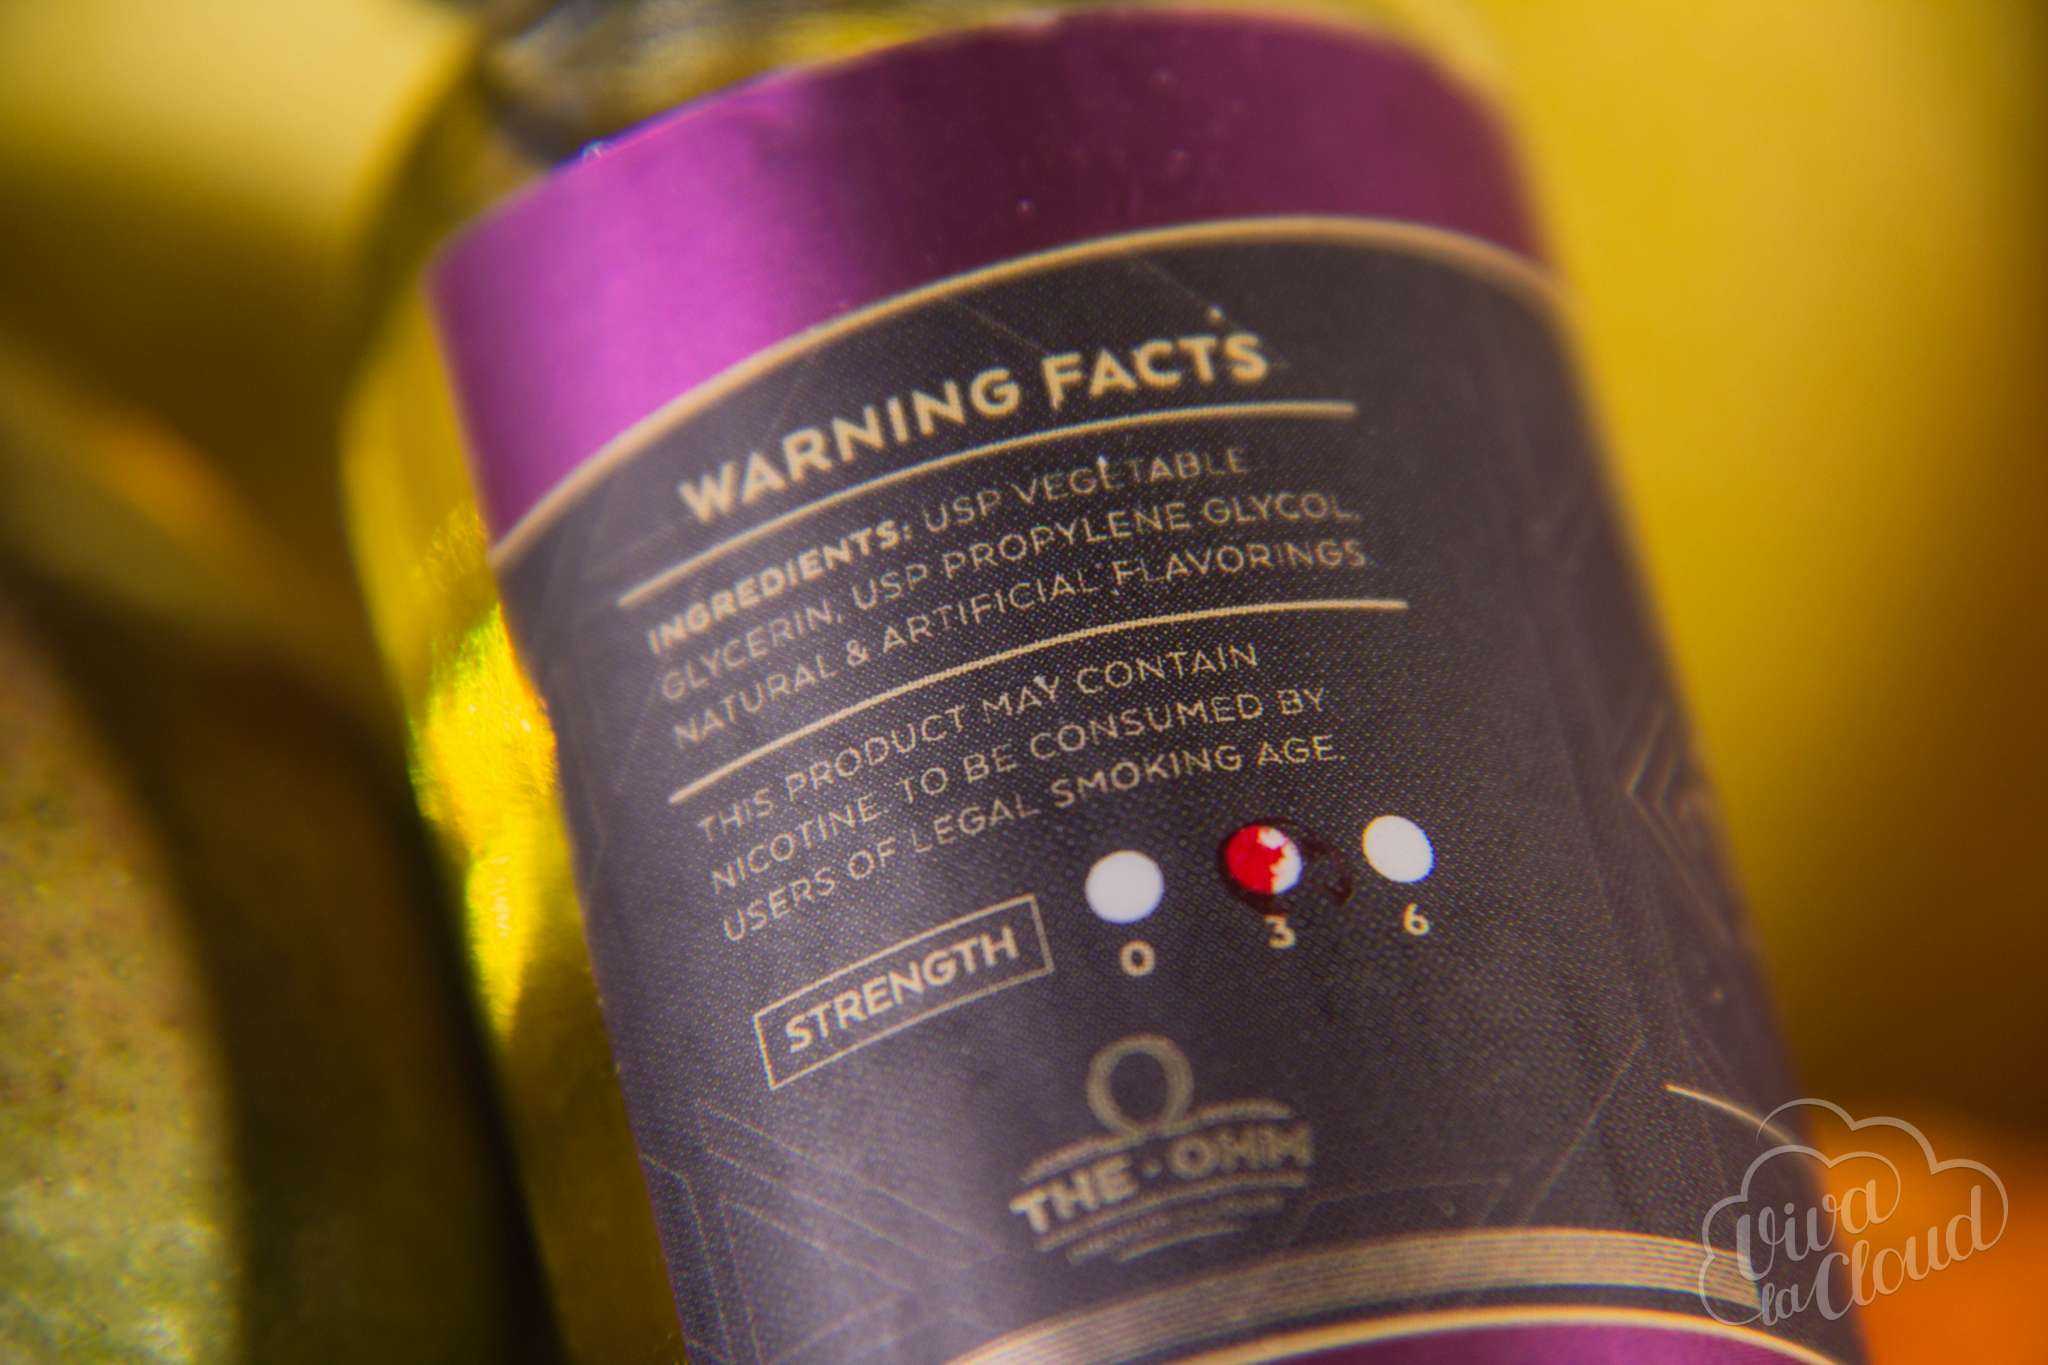 WARNING FACTS
INGREDIENTS: USP VEGETABLE
GLYCERIN, USP PROPYLENE GLYCOL,
NATURAL & ARTIFICIAL FLAVORINGS
THIS PRODUCT MAY CONTAIN
NICOTINE TO BE CONSUMED BY
USERS OF LEGAL SMOKING AGE.
STRENGTH
0 3 6
THE · OHM
Viva
la Cloud